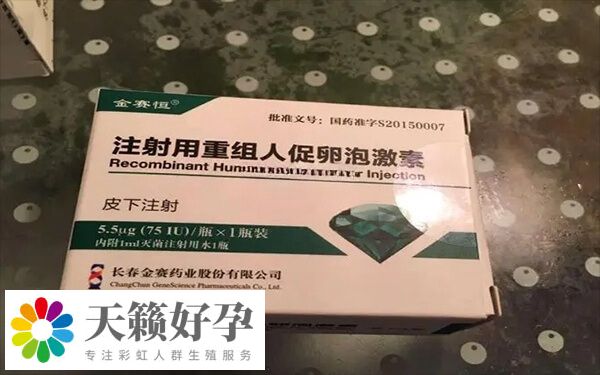 金赛恒®
批准文号：国药准字S20150007
注射用重组人促卵泡激素
Recombinant Injection
皮下注射
5.5μg (75 IU)/瓶×1瓶装
内附1ml灭菌注射用水1瓶
长春金赛药业股份有限公司
ChangChun GeneScience Pharmaceuticals Co., Ltd.
天籁好孕
专注彩虹人群生殖服务